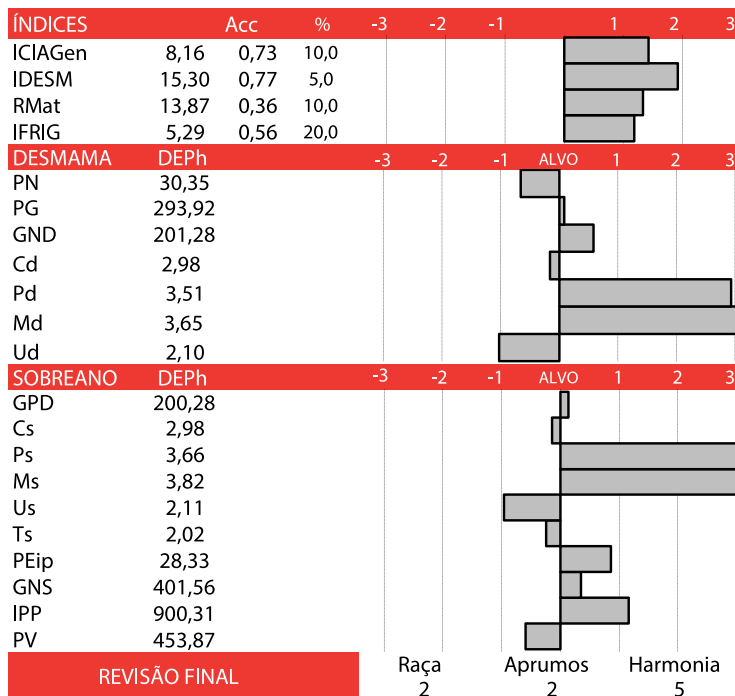 ÍNDICES Acc % -3 -2 -1 1 2 3
ICIAGen 8,16 0,73 10,0
IDESM 15,30 0,77 5,0
RMat 13,87 0,36 10,0
IFRIG 5,29 0,56 20,0
DESMAMA DEPh -3 -2 -1 ALVO 1 2 3
PN 30,35
PG 293,92
GND 201,28
Cd 2,98
Pd 3,51
Md 3,65
Ud 2,10
SOBREANO DEPh -3 -2 -1 ALVO 1 2 3
GPD 200,28
Cs 2,98
Ps 3,66
Ms 3,82
Us 2,11
Ts 2,02
PEip 28,33
GNS 401,56
IPP 900,31
PV 453,87
REVISÃO FINAL Raça Aprumos Harmonia
2 2 5